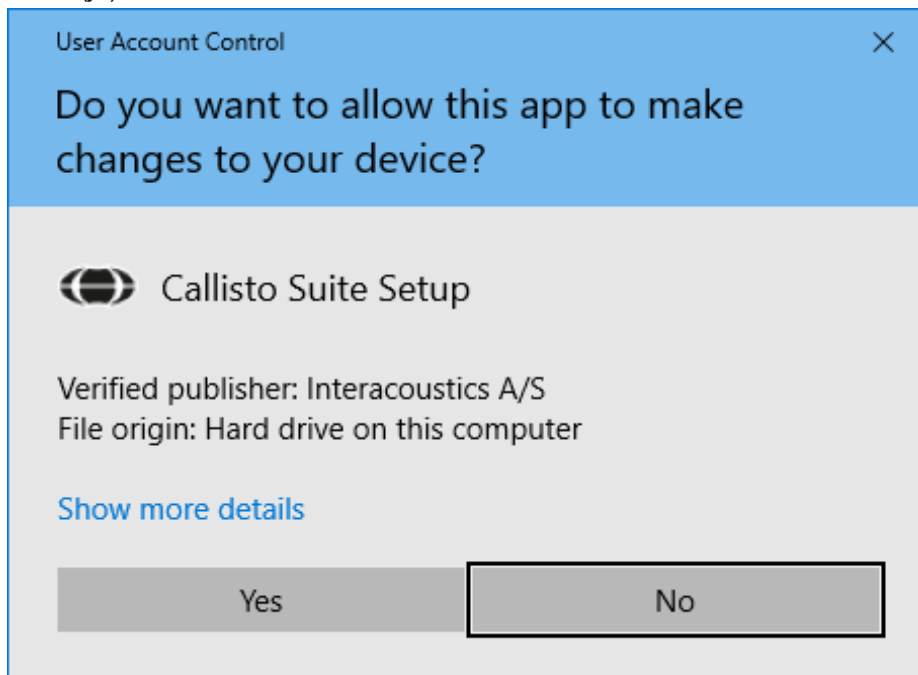 User Account Control
Do you want to allow this app to make
changes to your device?
Callisto Suite Setup
Verified publisher: Interacoustics A/S
File origin: Hard drive on this computer
Show more details
Yes
No